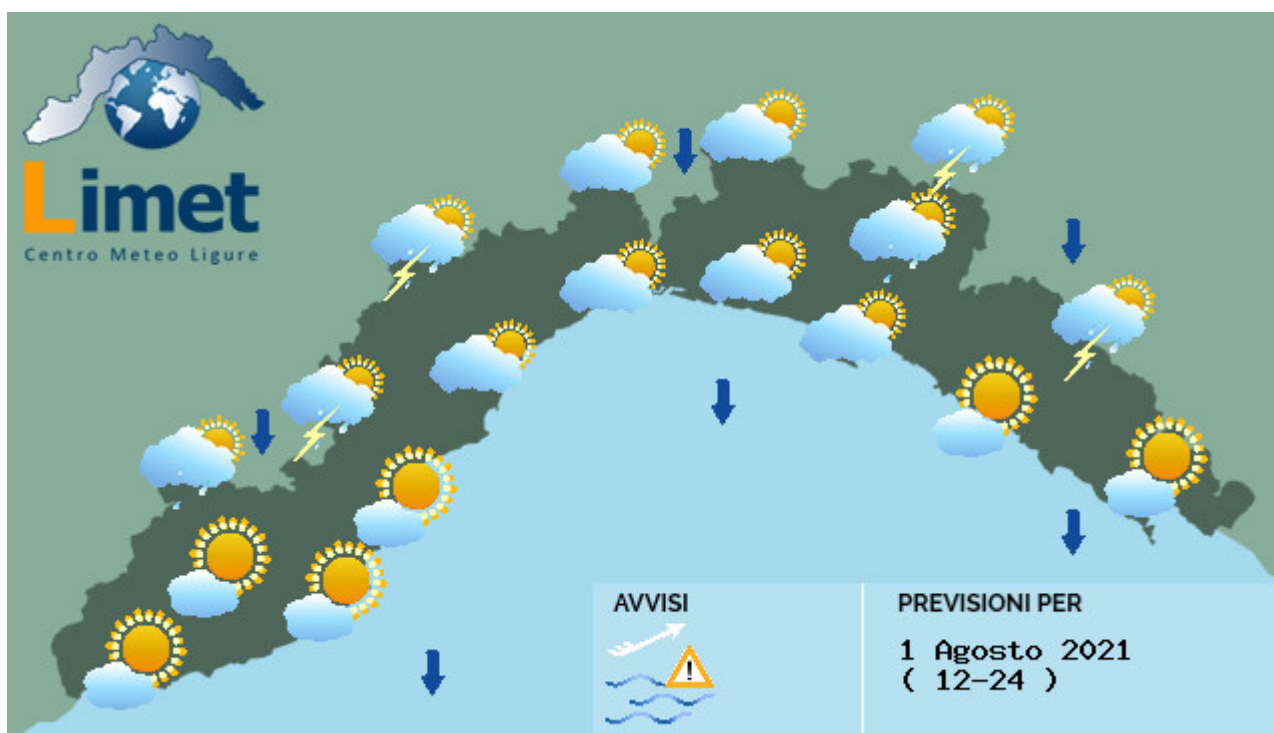 Limet
Centro Meteo Ligure
AVVISI
!
PREVISIONI PER
1 Agosto 2021
( 12-24 )